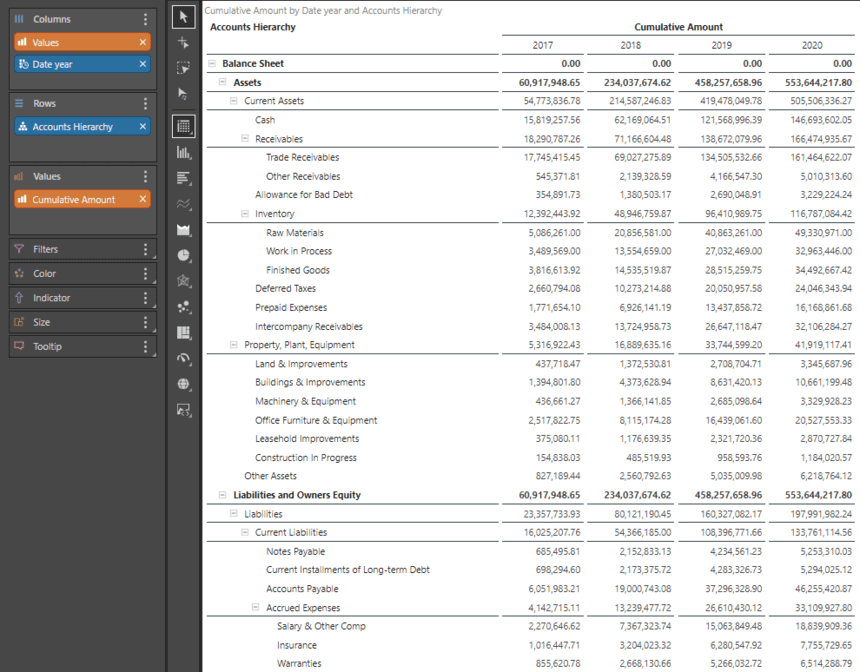 Columns
Values
Date year
Rows
Accounts Hierarchy
Values
Cumulative Amount
Filters
Color
Indicator
Size
Tooltip
Cumulative Amount by Date year and Accounts Hierarchy
Accounts Hierarchy Cumulative Amount
2017 2018 2019 2020
Balance Sheet 0.00 0.00 0.00 0.00
Assets 60,917,948.65 234,037,674.62 458,257,658.96 553,644,217.80
Current Assets 54,773,836.78 214,587,246.83 419,478,049.78 505,506,336.27
Cash 15,819,257.56 62,169,064.51 121,568,996.39 146,693,602.05
Receivables 18,290,787.26 71,166,604.48 138,672,079.96 166,474,935.67
Trade Receivables 17,745,415.45 69,027,275.89 134,505,532.66 161,464,622.07
Other Receivables 545,371.81 2,139,328.59 4,166,547.30 5,010,313.60
Allowance for Bad Debt 354,891.73 1,380,503.17 2,690,048.91 3,229,224.24
Inventory 12,392,443.92 48,946,759.87 96,410,989.75 116,787,084.42
Raw Materials 5,086,261.00 20,856,581.00 40,863,261.00 49,330,971.00
Work in Process 3,489,569.00 13,554,659.00 27,032,469.00 32,963,446.00
Finished Goods 3,816,613.92 14,535,519.87 28,515,259.75 34,492,667.42
Deferred Taxes 2,660,794.08 10,273,214.88 20,050,957.58 24,046,343.94
Prepaid Expenses 1,771,654.10 6,926,141.19 13,437,858.72 16,168,861.68
Intercompany Receivables 3,484,008.13 13,724,958.73 26,647,118.47 32,106,284.27
Property, Plant, Equipment 5,316,922.43 16,889,635.16 33,744,599.20 41,919,117.41
Land & Improvements 437,718.47 1,372,530.81 2,708,704.71 3,345,687.96
Buildings & Improvements 1,394,801.80 4,373,628.94 8,631,420.13 10,661,199.48
Machinery & Equipment 436,661.27 1,366,141.85 2,685,098.64 3,329,928.23
Office Furniture & Equipment 2,517,822.75 8,115,174.28 16,439,061.60 20,527,553.33
Leasehold Improvements 375,080.11 1,176,639.35 2,321,720.36 2,870,727.84
Construction In Progress 154,838.03 485,519.93 958,593.76 1,184,020.57
Other Assets 827,189.44 2,560,792.63 5,035,009.98 6,218,764.12
Liabilities and Owners Equity 60,917,948.65 234,037,674.62 458,257,658.96 553,644,217.80
Liabilities 23,357,733.93 80,121,190.45 160,327,082.17 197,991,982.24
Current Liabilities 16,025,207.76 54,366,185.00 108,396,771.66 133,761,114.56
Notes Payable 685,495.81 2,152,833.13 4,234,561.23 5,253,310.03
Current Installments of Long-term Debt 698,294.60 2,173,375.72 4,283,326.73 5,294,025.12
Accounts Payable 6,051,983.21 19,000,743.08 37,296,328.90 46,255,420.87
Accrued Expenses 4,142,715.11 13,239,477.72 26,610,430.12 33,109,927.80
Salary & Other Comp 2,270,646.62 7,367,323.74 15,063,849.48 18,839,909.36
Insurance 1,016,447.71 3,204,023.32 6,280,547.92 7,755,729.65
Warranties 855,620.78 2,668,130.66 5,266,032.72 6,514,288.79